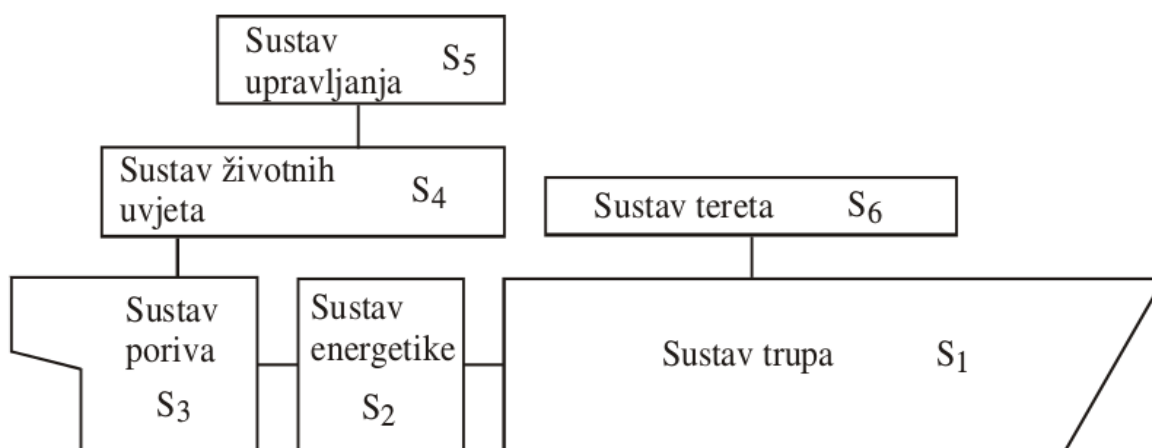 Sustav
upravljanja S5
Sustav životnih
uvjeta S4
Sustav tereta S6
Sustav
poriva
S3
Sustav
energetike
S2
Sustav trupa S1